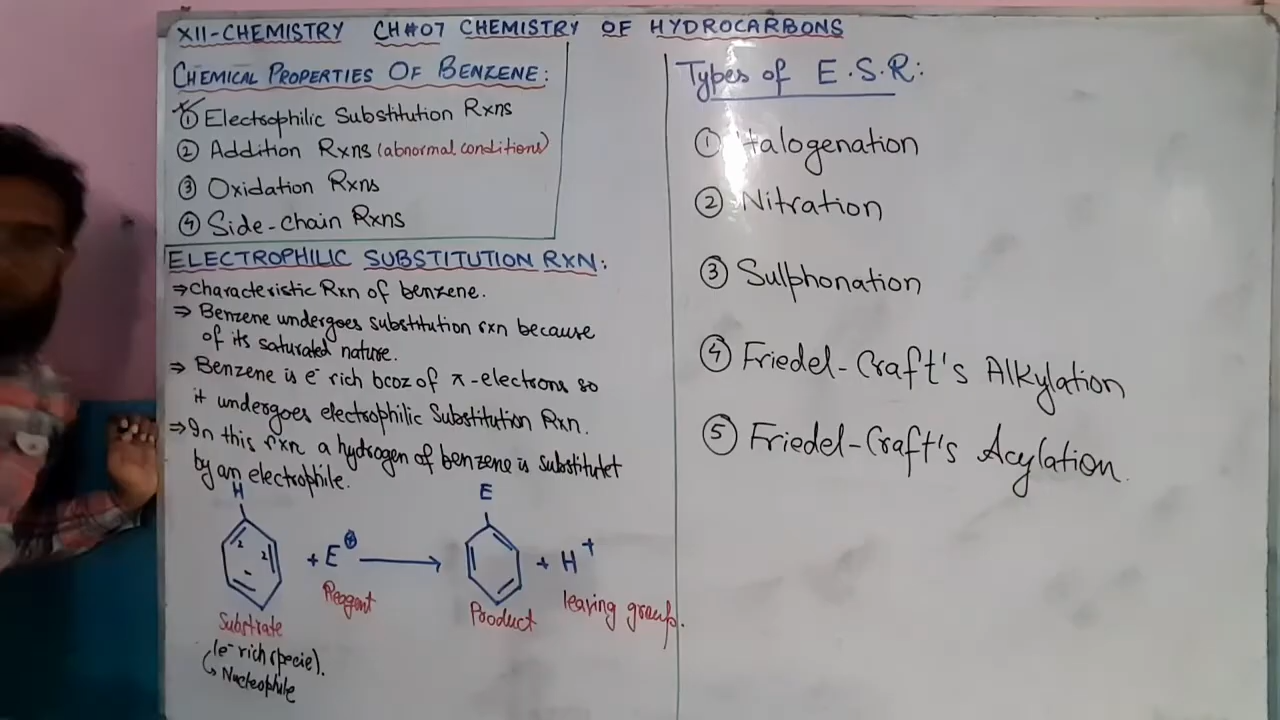 XII-CHEMISTRY CH#07 CHEMISTRY OF HYDROCARBONS
CHEMICAL PROPERTIES OF BENZENE:
① Electrophilic Substitution Rxns
② Addition Rxns (abnormal conditions)
③ Oxidation Rxns
④ Side-chain Rxns
ELECTROPHILIC SUBSTITUTION RXN:
⇒ Characteristic Rxn of benzene.
⇒ Benzene undergoes substitution rxn because
of its saturated nature.
⇒ Benzene is e⁻ rich bcoz of π-electrons so
it undergoes electrophilic Substitution Rxn.
⇒ In this rxn a hydrogen of benzene is substitutet
by an electrophile.
H
E
2 2
+ E⊕ → + H⁺
Reagent
Substrate
Product
leaving group.
(e⁻ rich specie).
↳ Nucleophile
Types of E.S.R:
① Halogenation
② Nitration
③ Sulphonation
④ Friedel-Craft's Alkylation
⑤ Friedel-Craft's Acylation.